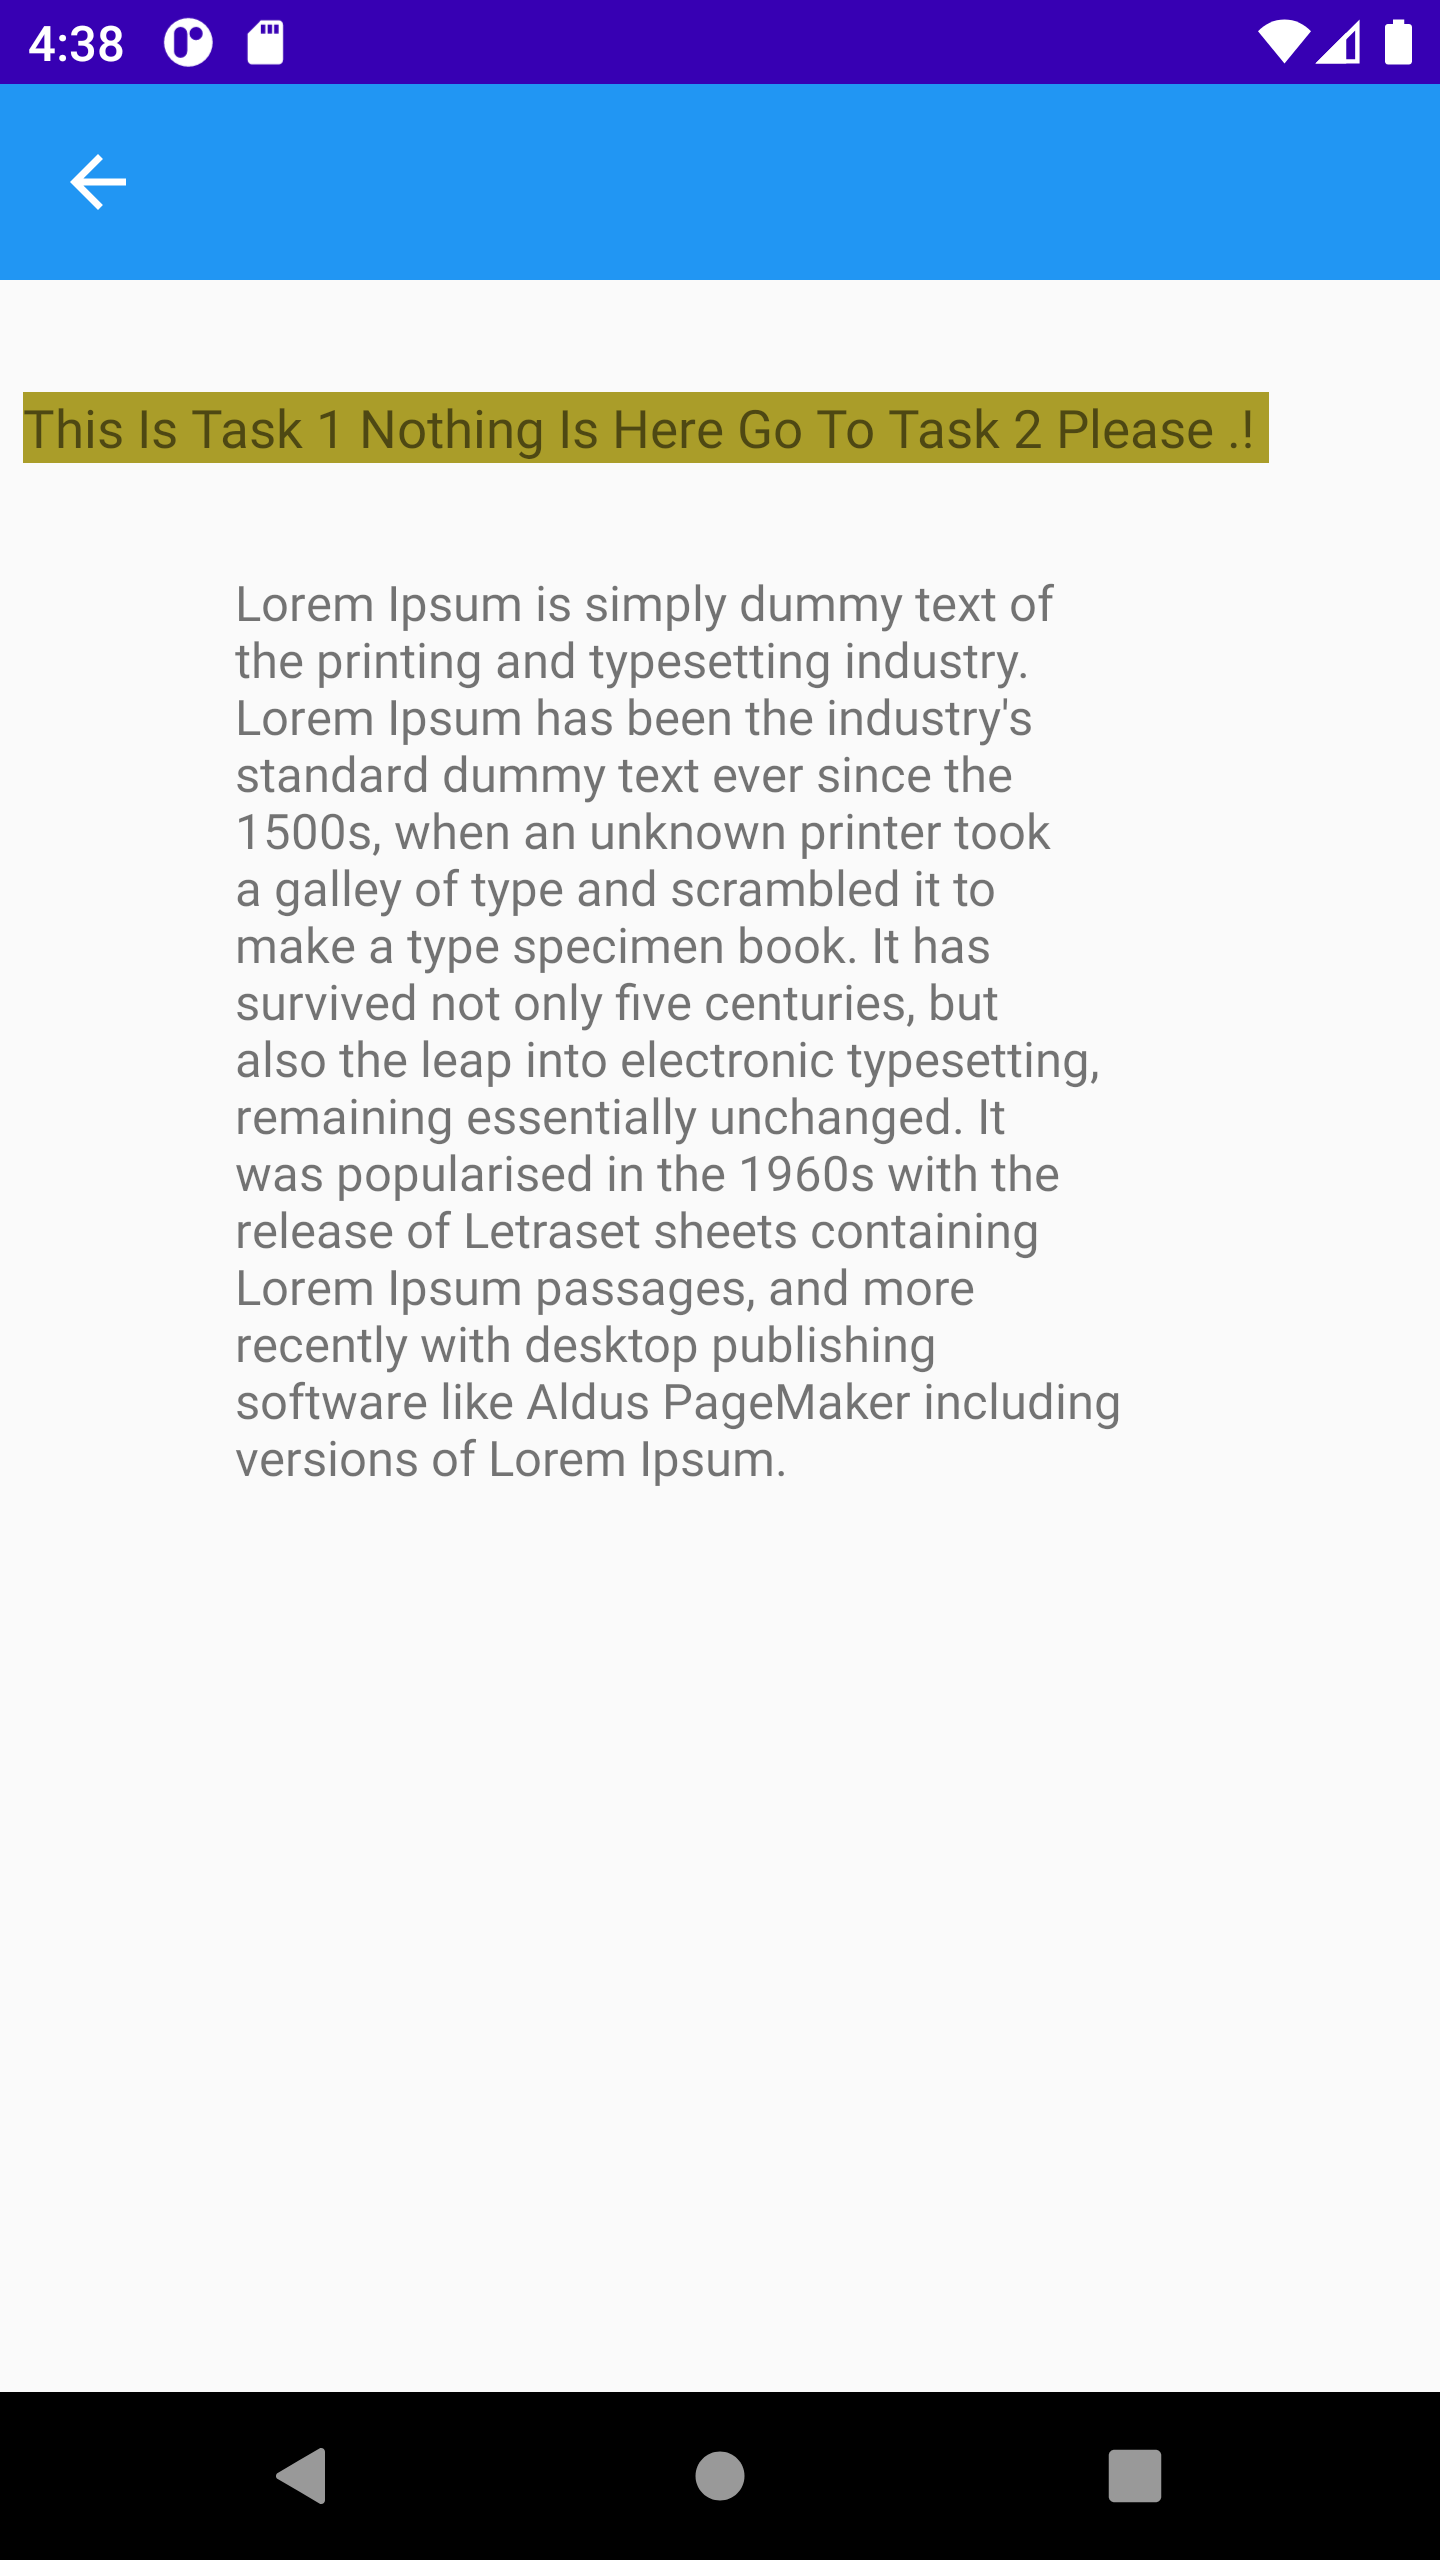 4:38
This Is Task 1 Nothing Is Here Go To Task 2 Please .!
Lorem Ipsum is simply dummy text of
the printing and typesetting industry.
Lorem Ipsum has been the industry's
standard dummy text ever since the
1500s, when an unknown printer took
a galley of type and scrambled it to
make a type specimen book. It has
survived not only five centuries, but
also the leap into electronic typesetting,
remaining essentially unchanged. It
was popularised in the 1960s with the
release of Letraset sheets containing
Lorem Ipsum passages, and more
recently with desktop publishing
software like Aldus PageMaker including
versions of Lorem Ipsum.